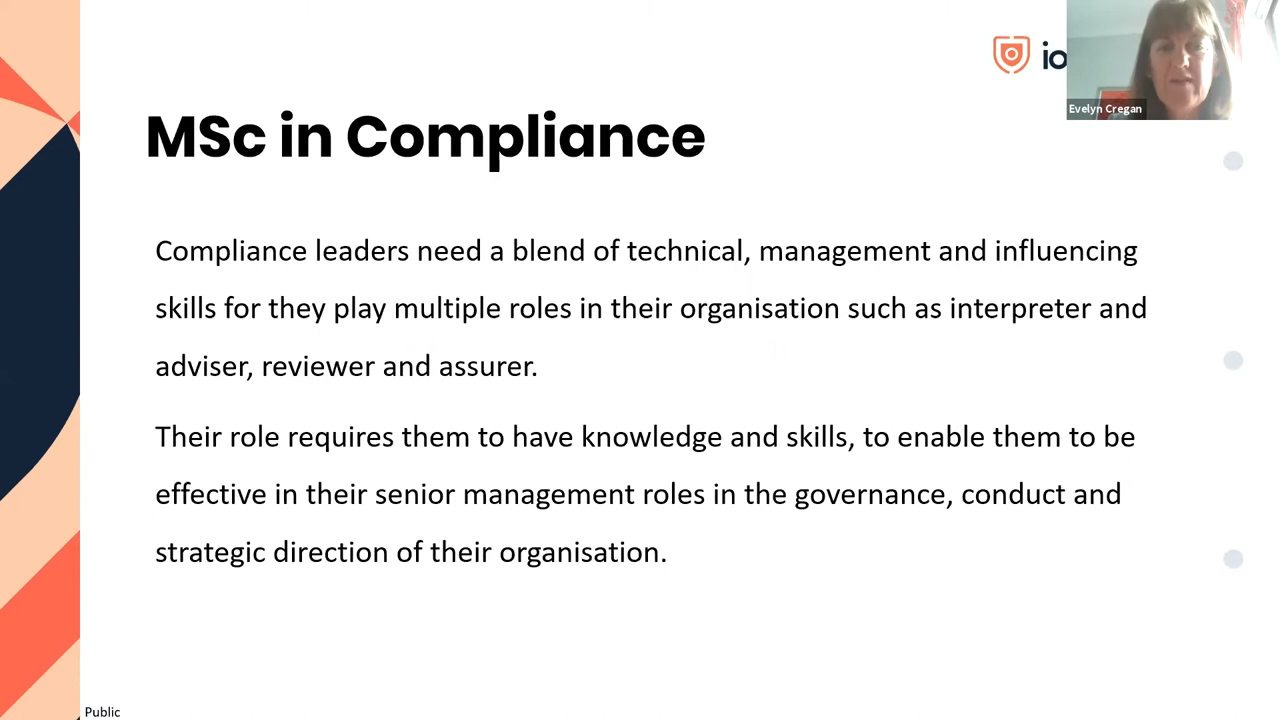 io
Evelyn Cregan
MSc in Compliance
Compliance leaders need a blend of technical, management and influencing
skills for they play multiple roles in their organisation such as interpreter and
adviser, reviewer and assurer.
Their role requires them to have knowledge and skills, to enable them to be
effective in their senior management roles in the governance, conduct and
strategic direction of their organisation.
Public